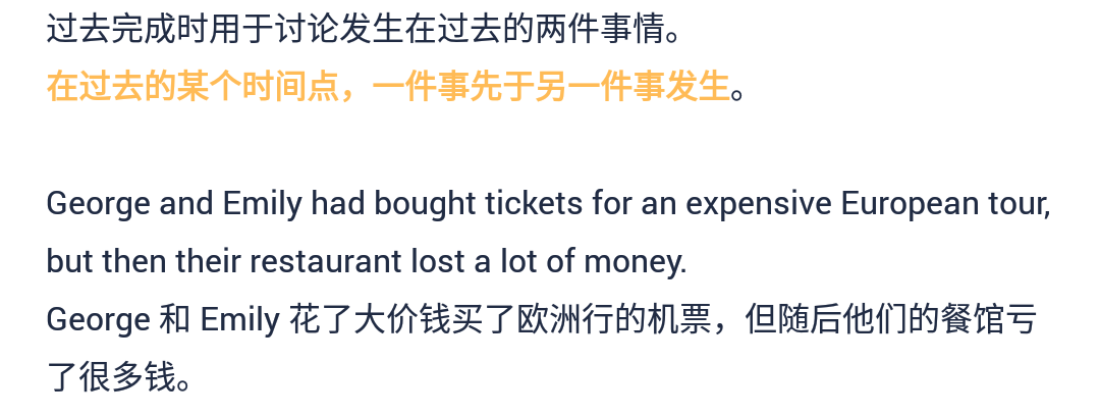 过去完成时用于讨论发生在过去的两件事情。
在过去的某个时间点，一件事先于另一件事发生。
George and Emily had bought tickets for an expensive European tour,
but then their restaurant lost a lot of money.
George 和 Emily 花了大价钱买了欧洲行的机票，但随后他们的餐馆亏
了很多钱。